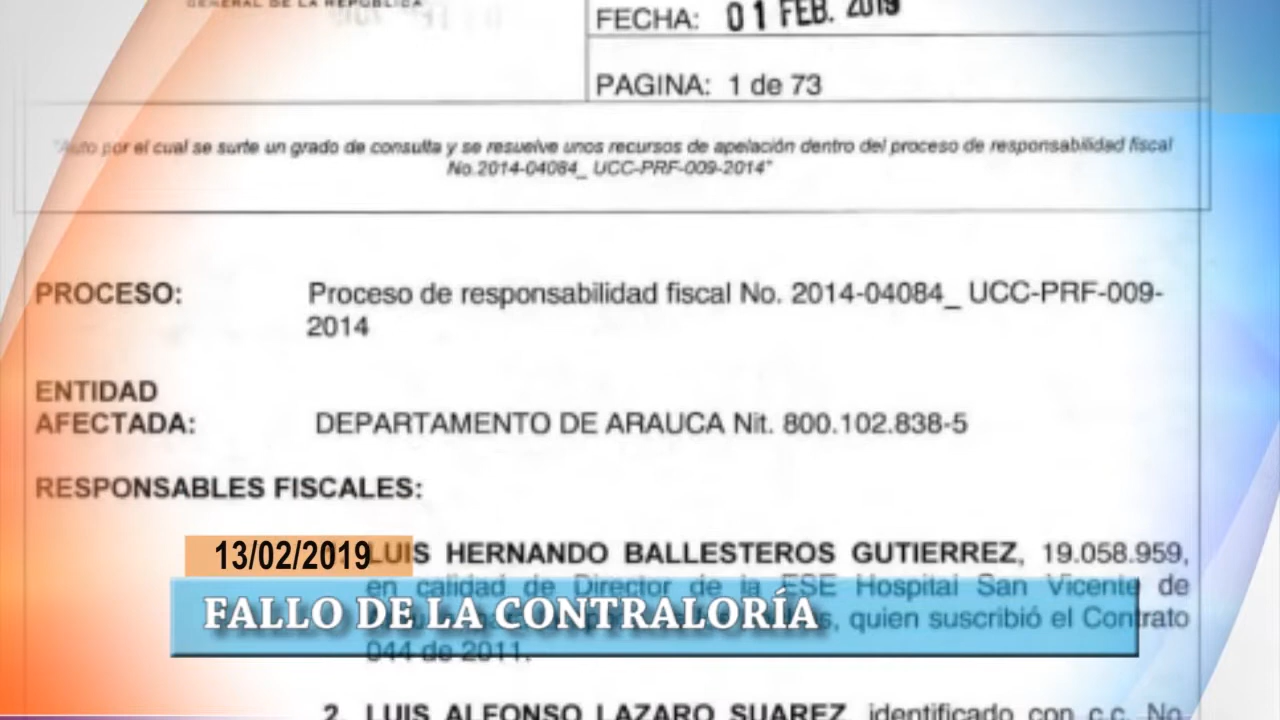 GENERAL DE LA REPÚBLICA
FECHA: 01 FEB. 2019
PAGINA: 1 de 73
"Auto por el cual se surte un grado de consulta y se resuelve unos recursos de apelación dentro del proceso de responsabilidad fiscal
No.2014-04084_ UCC-PRF-009-2014"
PROCESO: Proceso de responsabilidad fiscal No. 2014-04084_ UCC-PRF-009-
2014
ENTIDAD
AFECTADA: DEPARTAMENTO DE ARAUCA Nit. 800.102.838-5
RESPONSABLES FISCALES:
13/02/2019
LUIS HERNANDO BALLESTEROS GUTIERREZ, 19.058.959,
en calidad de Director de la ESE Hospital San Vicente de
quien suscribió el Contrato
044 de 2011.
FALLO DE LA CONTRALORÍA
2. LUIS ALFONSO LAZARO SUAREZ, identificado con c.c. No.